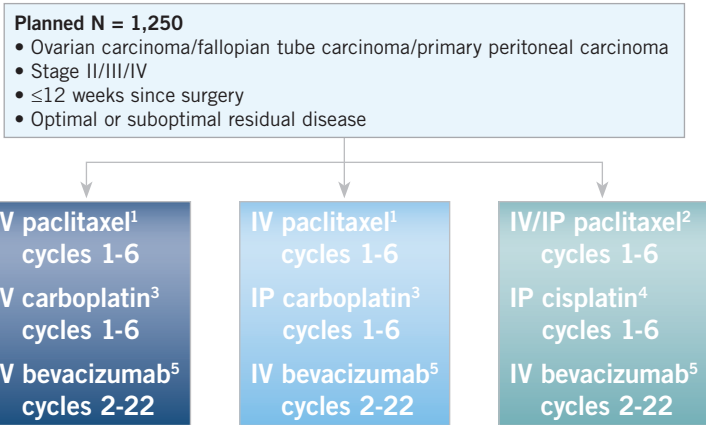 Planned N = 1,250
• Ovarian carcinoma/fallopian tube carcinoma/primary peritoneal carcinoma
• Stage II/III/IV
• ≤12 weeks since surgery
• Optimal or suboptimal residual disease
V paclitaxel¹
cycles 1-6
V carboplatin³
cycles 1-6
V bevacizumab⁵
cycles 2-22
IV paclitaxel¹
cycles 1-6
IP carboplatin³
cycles 1-6
IV bevacizumab⁵
cycles 2-22
IV/IP paclitaxel²
cycles 1-6
IP cisplatin⁴
cycles 1-6
IV bevacizumab⁵
cycles 2-22